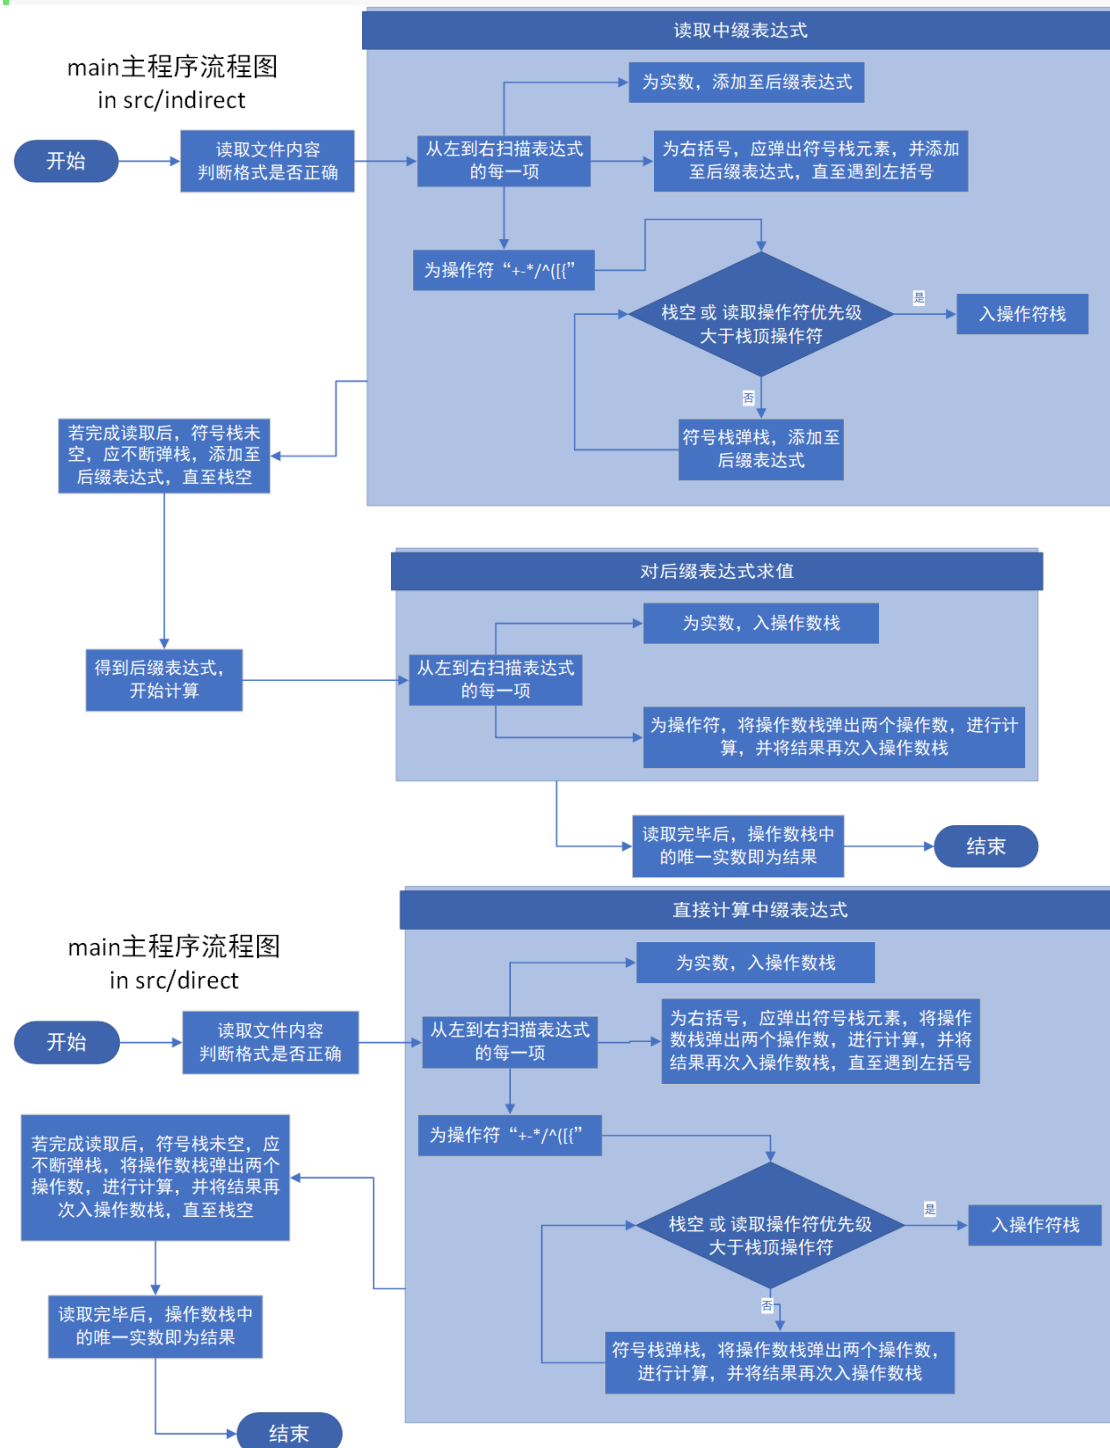 读取中缀表达式
main主程序流程图
in src/indirect
开始
读取文件内容
判断格式是否正确
从左到右扫描表达式
的每一项
为实数，添加至后缀表达式
为右括号，应弹出符号栈元素，并添加
至后缀表达式，直至遇到左括号
为操作符“+-*/^([{”
栈空 或 读取操作符优先级
大于栈顶操作符
是
入操作符栈
否
符号栈弹栈，添加至
后缀表达式
若完成读取后，符号栈未
空，应不断弹栈，添加至
后缀表达式，直至栈空
得到后缀表达式，
开始计算
对后缀表达式求值
从左到右扫描表达式
的每一项
为实数，入操作数栈
为操作符，将操作数栈弹出两个操作数，进行计
算，并将结果再次入操作数栈
读取完毕后，操作数栈中
的唯一实数即为结果
结束
直接计算中缀表达式
main主程序流程图
in src/direct
开始
读取文件内容
判断格式是否正确
从左到右扫描表达式
的每一项
为实数，入操作数栈
为右括号，应弹出符号栈元素，将操作
数栈弹出两个操作数，进行计算，并将
结果再次入操作数栈，直至遇到左括号
为操作符“+-*/^([{”
栈空 或 读取操作符优先级
大于栈顶操作符
是
入操作符栈
否
符号栈弹栈，将操作数栈弹出两个操作数，
进行计算，并将结果再次入操作数栈
若完成读取后，符号栈未空，应
不断弹栈，将操作数栈弹出两个
操作数，进行计算，并将结果再
次入操作数栈，直至栈空
读取完毕后，操作数栈中
的唯一实数即为结果
结束